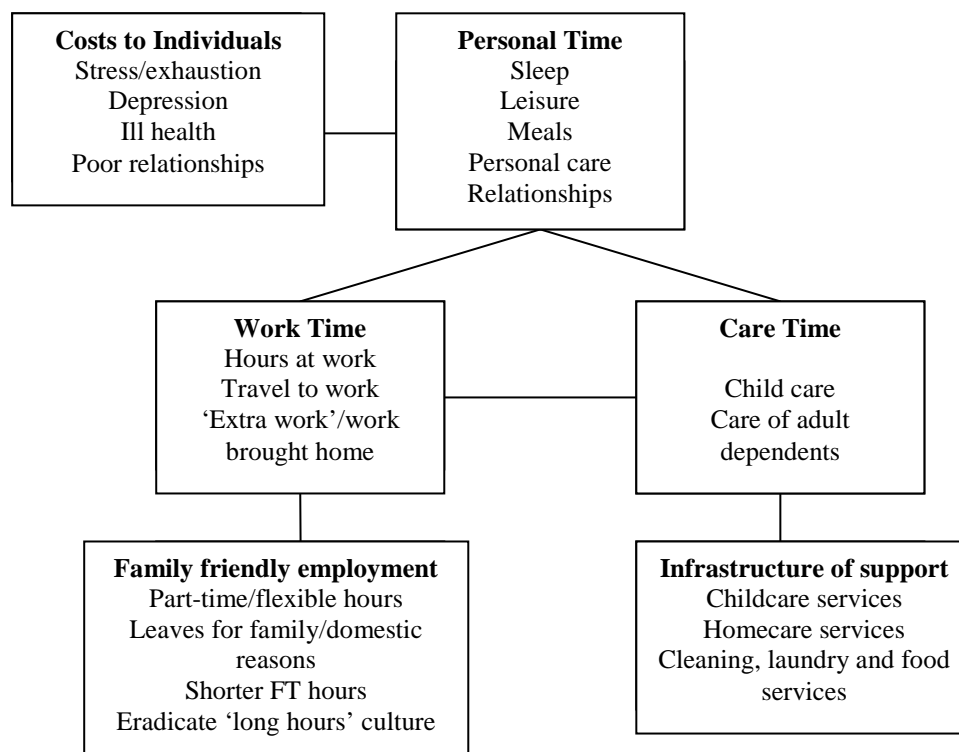 Costs to Individuals
Stress/exhaustion
Depression
Ill health
Poor relationships
Personal Time
Sleep
Leisure
Meals
Personal care
Relationships
Work Time
Hours at work
Travel to work
‘Extra work’/work
brought home
Care Time
Child care
Care of adult
dependents
Family friendly employment
Part-time/flexible hours
Leaves for family/domestic
reasons
Shorter FT hours
Eradicate ‘long hours’ culture
Infrastructure of support
Childcare services
Homecare services
Cleaning, laundry and food
services